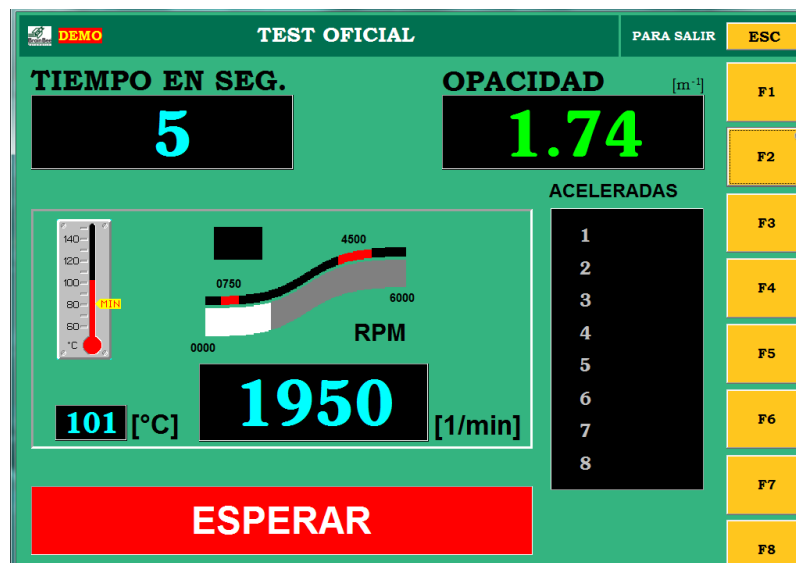 BrainBee
DEMO
TEST OFICIAL
PARA SALIR
ESC
TIEMPO EN SEG.
5
OPACIDAD [m⁻¹]
1.74
F1
F2
F3
F4
F5
F6
F7
F8
ACELERADAS
1
2
3
4
5
6
7
8
140
120
100
80 MIN
60
°C
101 [°C]
4500
0750
6000
0000
RPM
1950 [1/min]
ESPERAR